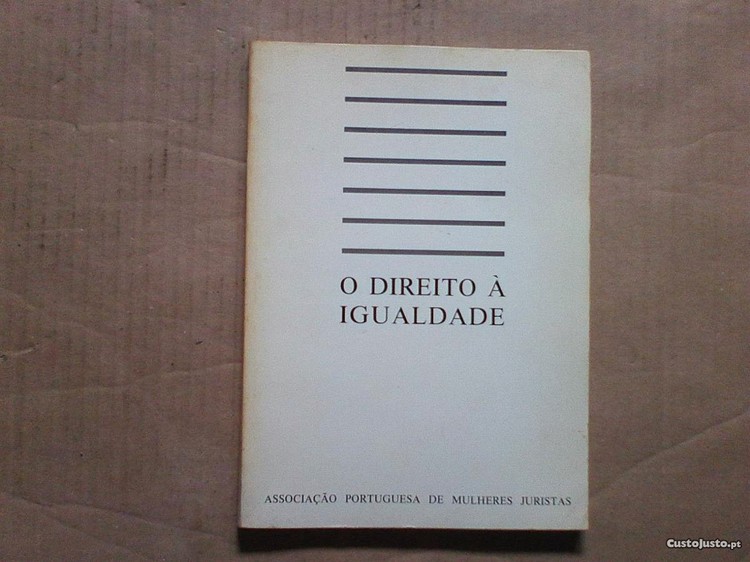 O DIREITO À
IGUALDADE
ASSOCIAÇÃO PORTUGUESA DE MULHERES JURISTAS
CustoJusto.pt